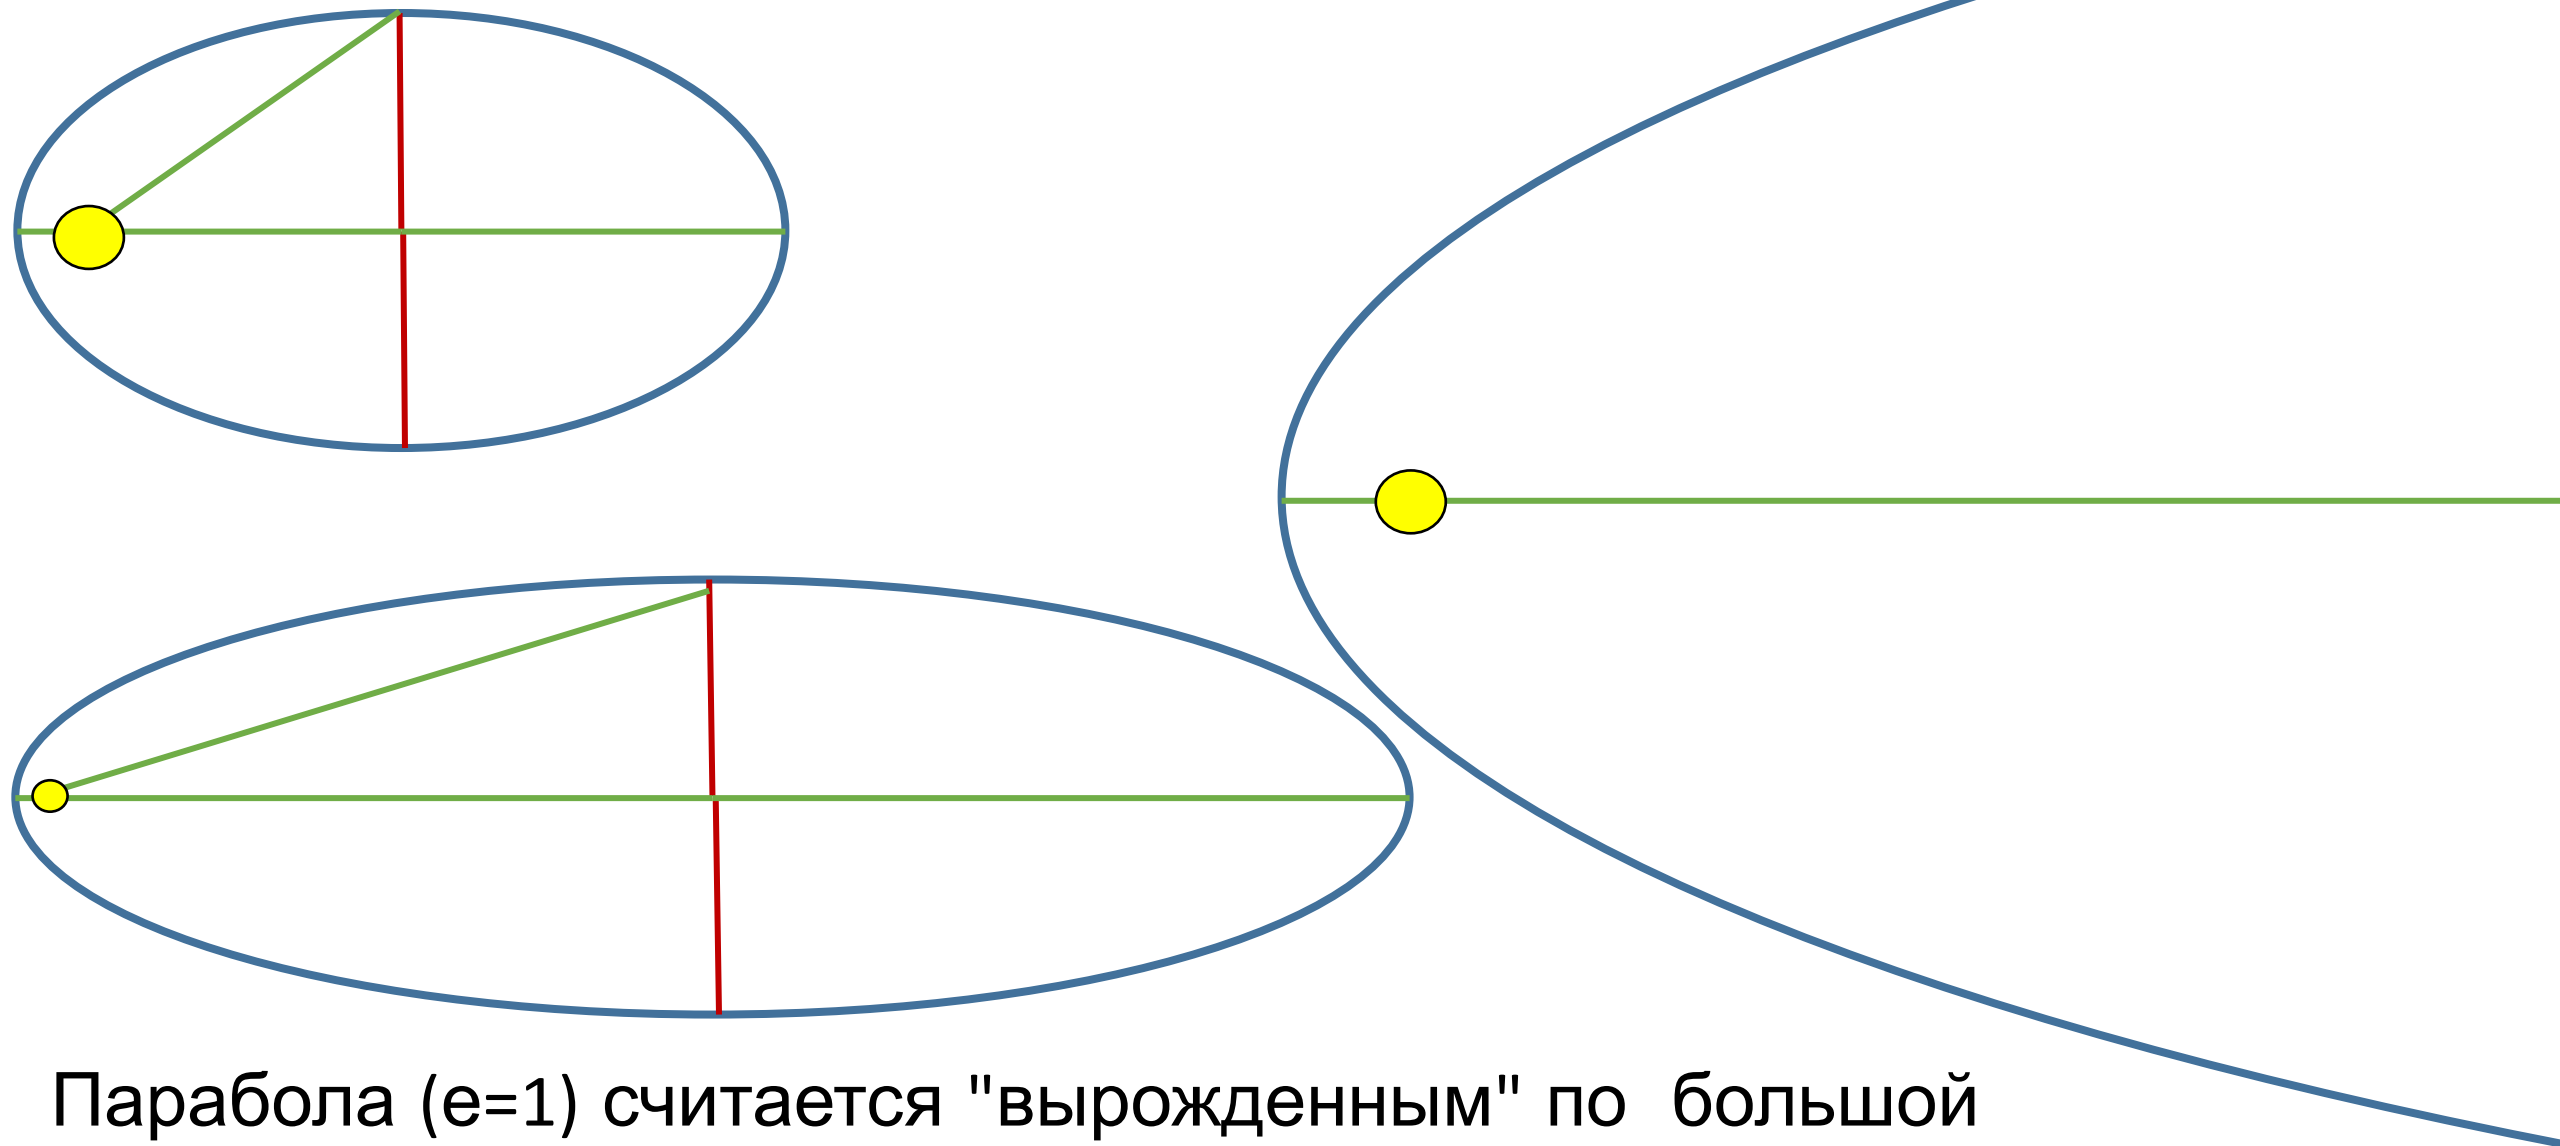 Парабола (e=1) считается "вырожденным" по  большой